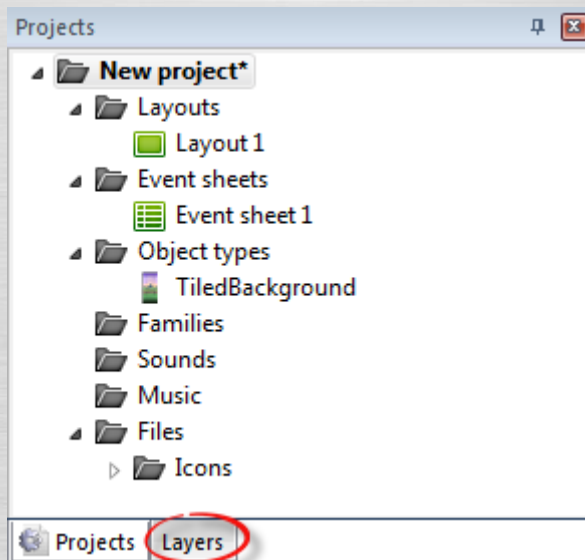 Projects
New project*
Layouts
Layout 1
Event sheets
Event sheet 1
Object types
TiledBackground
Families
Sounds
Music
Files
Icons
Projects Layers